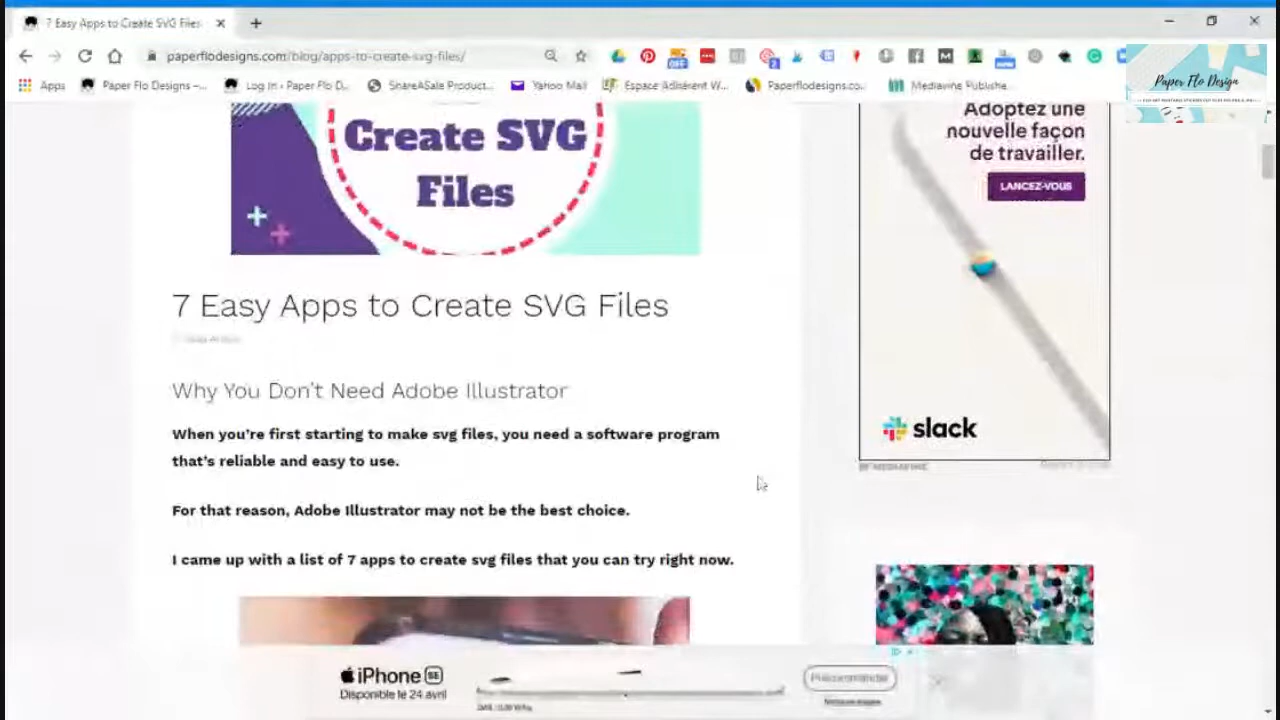 7 Easy Apps to Create SVG Files
paperflodesigns.com/blog/apps-to-create-svg-files/
Apps
Paper Flo Designs –...
Log In ‹ Paper Flo D...
ShareASale Product...
Yahoo Mail
Espace Adhérent W...
Paperflodesigns.co...
Mediavine Publishe...
Paper Flo Design
Create SVG
Files
7 Easy Apps to Create SVG Files
Why You Don't Need Adobe Illustrator
When you're first starting to make svg files, you need a software program
that's reliable and easy to use.
For that reason, Adobe Illustrator may not be the best choice.
I came up with a list of 7 apps to create svg files that you can try right now.
Adoptez une
nouvelle façon
de travailler.
LANCEZ-VOUS
slack
iPhone SE
Disponible le 24 avril